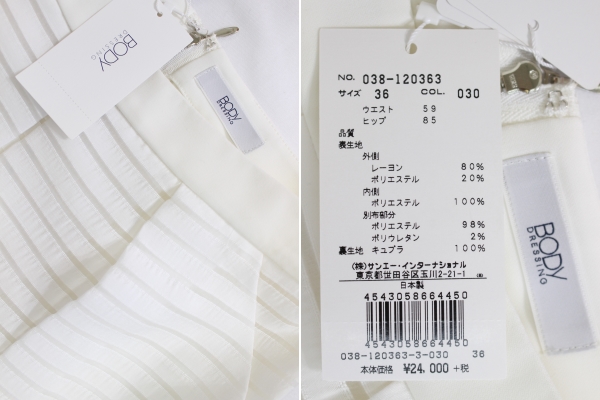 BODY
DRESSING
BODY
DRESSING
NO. 038-120363
サイズ 36 COL. 030
ウエスト 59
ヒップ 85
品質
裏生地
外側
レーヨン 80%
ポリエステル 20%
内側
ポリエステル 100%
別布部分
ポリエステル 98%
ポリウレタン 2%
裏生地 キュプラ 100%
(株)サンエー・インターナショナル
東京都世田谷区玉川2-21-1
日本製
4543058664450
4543058664450
038-120363-3-030 36
本体価格 ¥24,000 +税
BODY
DRESSING